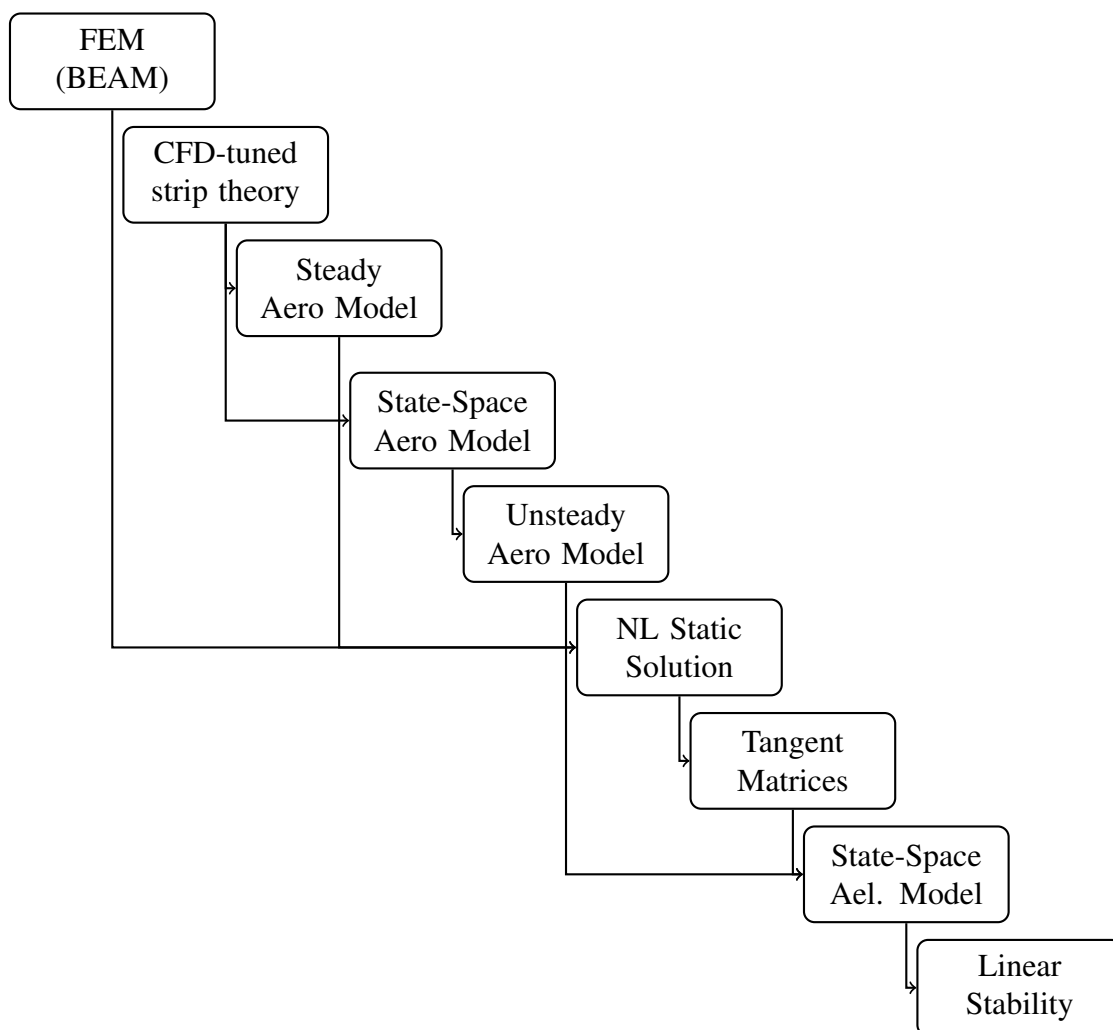 FEM
(BEAM)
CFD-tuned
strip theory
Steady
Aero Model
State-Space
Aero Model
Unsteady
Aero Model
NL Static
Solution
Tangent
Matrices
State-Space
Ael. Model
Linear
Stability